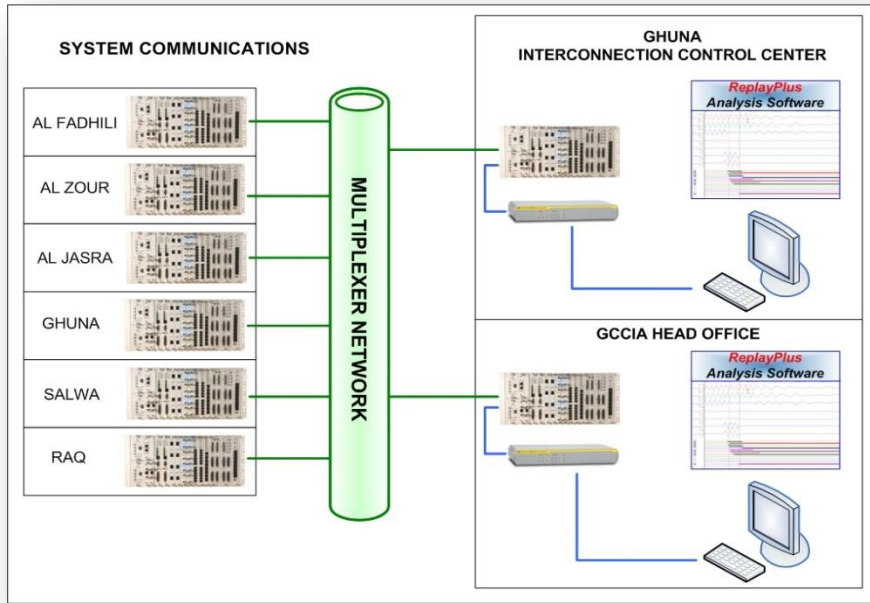 SYSTEM COMMUNICATIONS
AL FADHILI
AL ZOUR
AL JASRA
GHUNA
SALWA
RAQ
MULTIPLEXER NETWORK
GHUNA
INTERCONNECTION CONTROL CENTER
ReplayPlus
Analysis Software
GCCIA HEAD OFFICE
ReplayPlus
Analysis Software